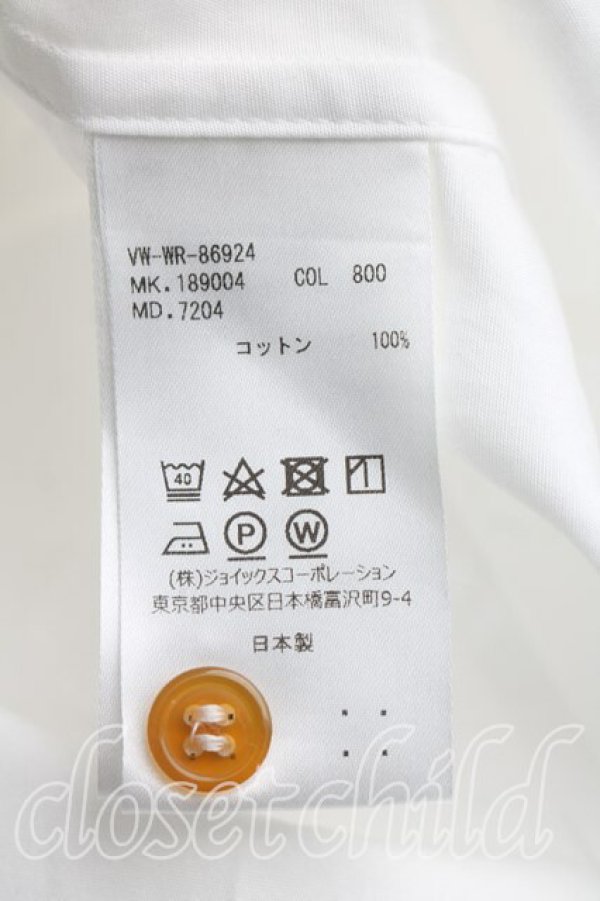 VW-WR-86924
MK.189004 COL 800
MD.7204
コットン 100%
40
P W
(株)ジョイックスコーポレーション
東京都中央区日本橋富沢町9-4
日本製
closet child